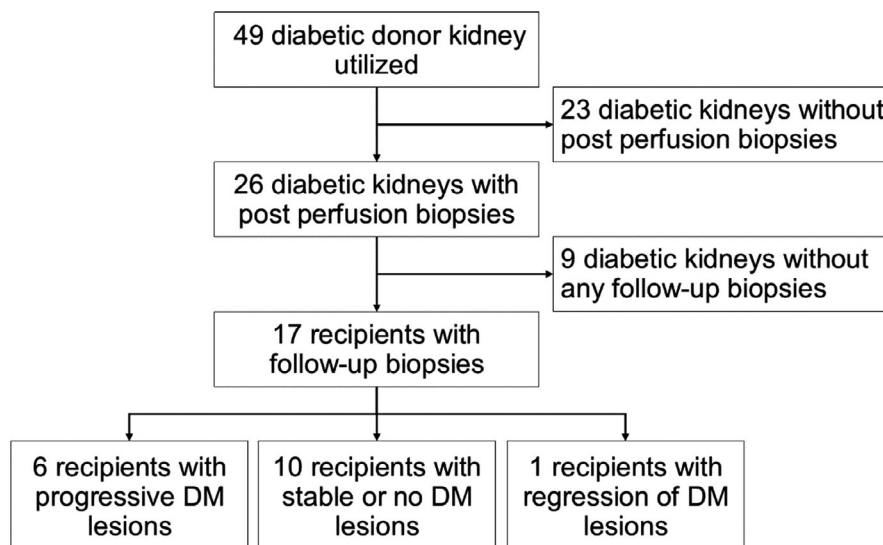 49 diabetic donor kidney
utilized
23 diabetic kidneys without
post perfusion biopsies
26 diabetic kidneys with
post perfusion biopsies
9 diabetic kidneys without
any follow-up biopsies
17 recipients with
follow-up biopsies
6 recipients with
progressive DM
lesions
10 recipients with
stable or no DM
lesions
1 recipients with
regression of DM
lesions